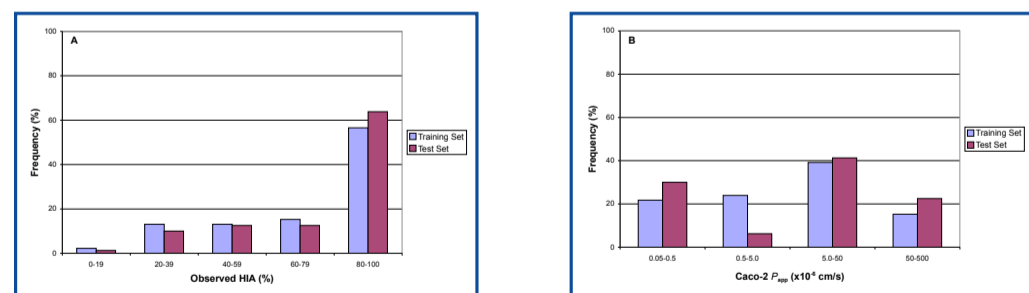 A
100
80
60
40
20
0
Frequency (%)
0-19 20-39 40-59 60-79 80-100
Observed HIA (%)
Training Set
Test Set
B
100
80
60
40
20
0
Frequency (%)
0.05-0.5 0.5-5.0 5.0-50 50-500
Caco-2 Papp (x10⁻⁶ cm/s)
Training Set
Test Set